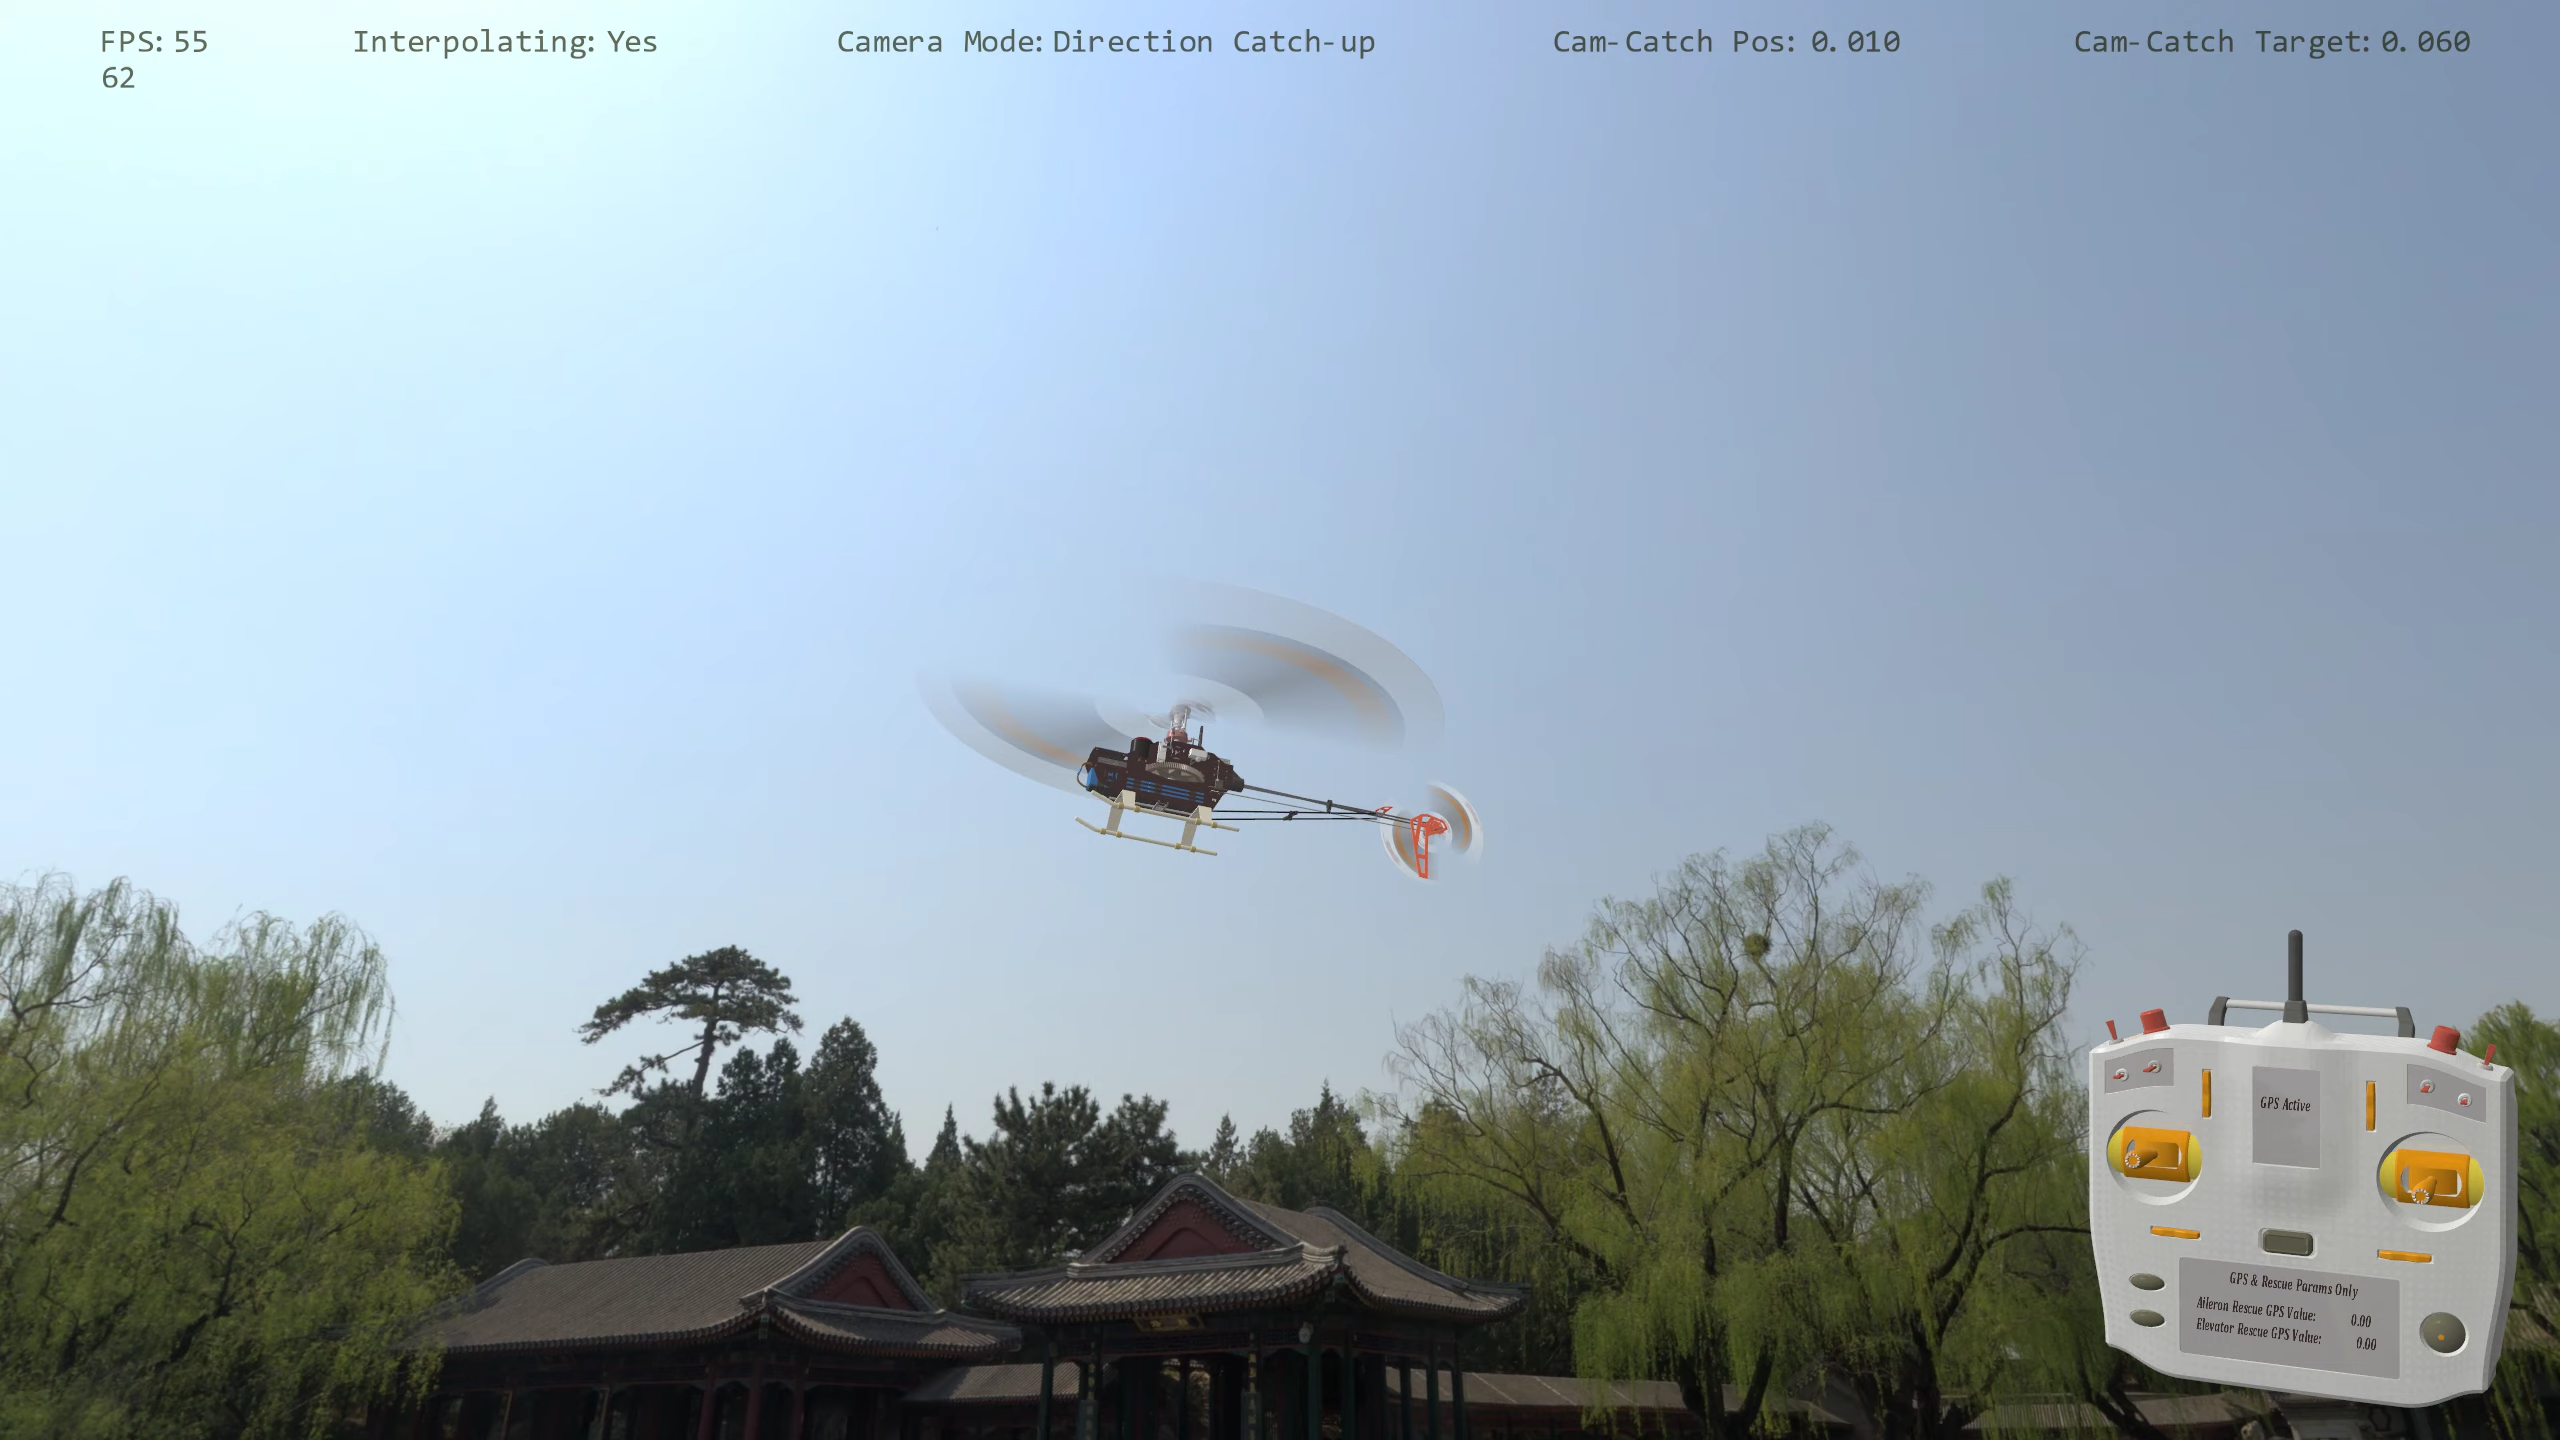 FPS: 55
62
Interpolating: Yes
Camera Mode: Direction Catch-up
Cam-Catch Pos: 0.010
Cam-Catch Target: 0.060
GPS Active
GPS & Rescue Params Only
Aileron Rescue GPS Value: 0.00
Elevator Rescue GPS Value: 0.00